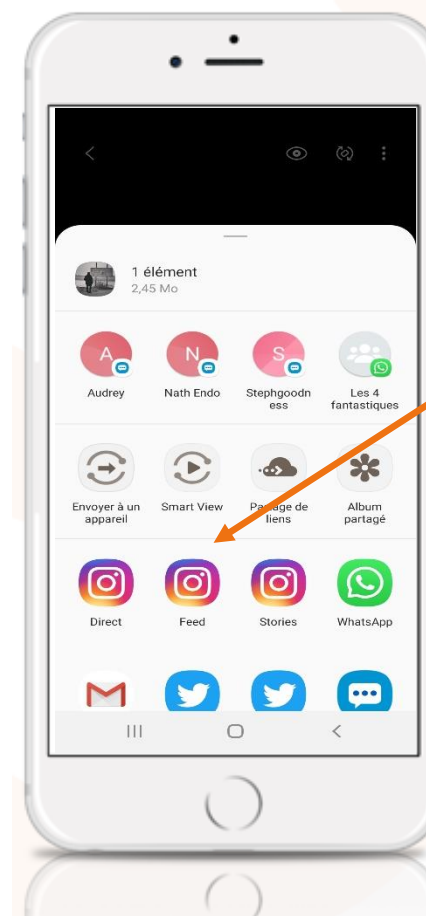 1 élément
2,45 Mo
A
N
S
Audrey
Nath Endo
Stephgoodn
ess
Les 4
fantastiques
Envoyer à un
appareil
Smart View
Partage de
liens
Album
partagé
Direct
Feed
Stories
WhatsApp